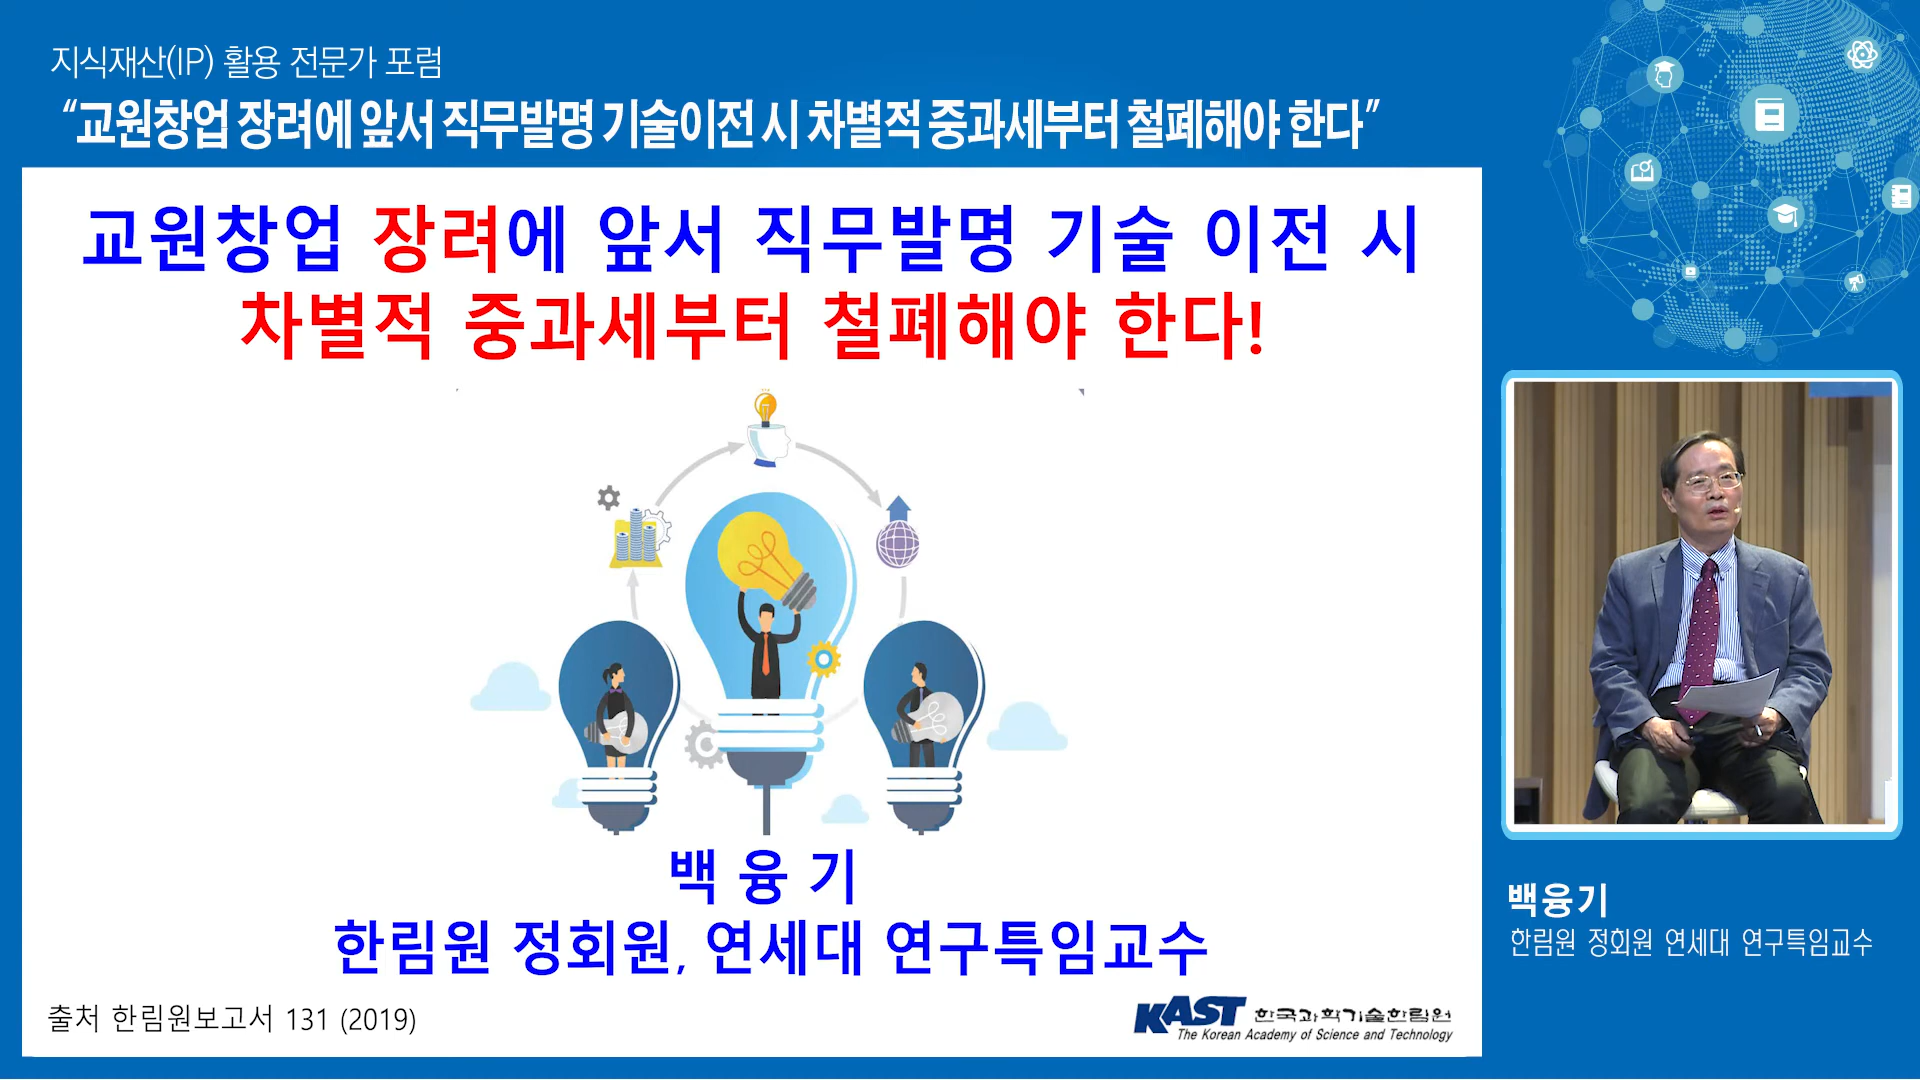 지식재산(IP) 활용 전문가 포럼
“교원창업 장려에 앞서 직무발명 기술이전 시 차별적 중과세부터 철폐해야 한다”
교원창업 장려에 앞서 직무발명 기술 이전 시
차별적 중과세부터 철폐해야 한다!
백 융 기
한림원 정회원, 연세대 연구특임교수
출처 한림원보고서 131 (2019)
KAST 한국과학기술한림원
The Korean Academy of Science and Technology
백융기
한림원 정회원 연세대 연구특임교수